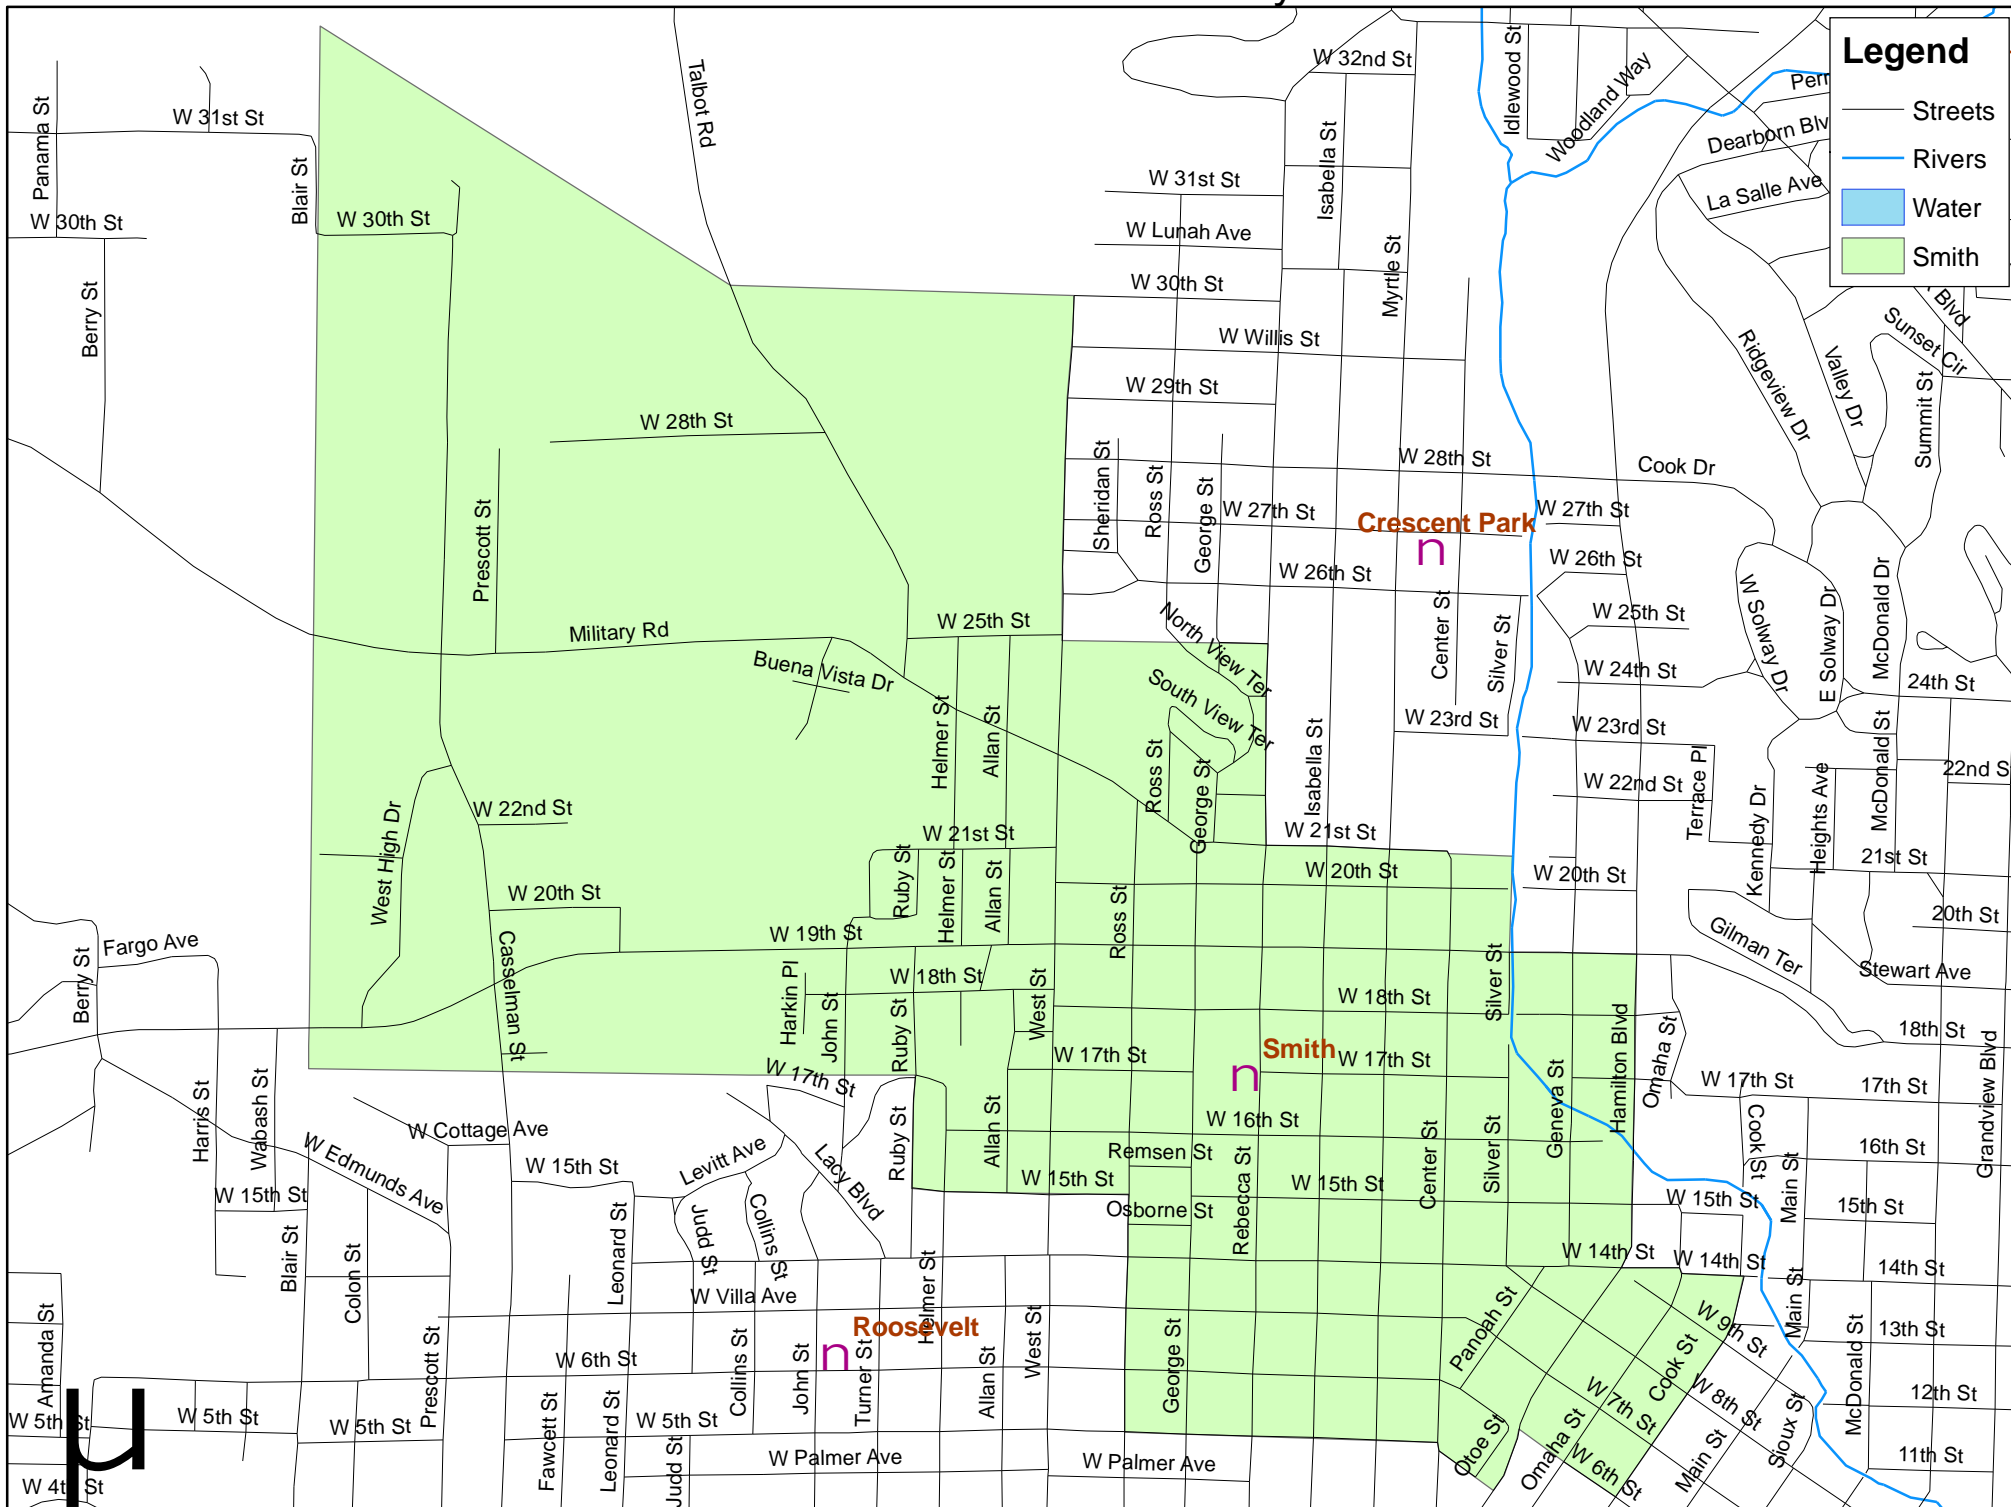 y
Legend
Streets
Rivers
Water
Smith
W 32nd St
Idlewood St
Woodland Way
Talbot Rd
Panama St
W 31st St
Blair St
W 30th St
W 30th St
Berry St
Isabella St
W 31st St
W Lunah Ave
W 30th St
Myrtle St
W Willis St
W 29th St
Dearborn Blv
La Salle Ave
Blvd
Sunset Cir
Ridgeview Dr
Valley Dr
Summit St
W 28th St
W 28th St
Cook Dr
Prescott St
Sheridan St
Ross St
George St
W 27th St
Crescent Park
n
W 27th St
W 26th St
W 26th St
W 25th St
W 25th St
Military Rd
Buena Vista Dr
North View Ter
South View Ter
Center St
Silver St
W 24th St
W Solway Dr
E Solway Dr
McDonald Dr
24th St
W 23rd St
W 23rd St
Helmer St
Allan St
Ross St
George St
Isabella St
W 22nd St
Terrace Pl
Kennedy Dr
Heights Ave
McDonald St
22nd S
W 22nd St
West High Dr
W 21st St
W 21st St
21st St
Ruby St
Helmer St
Allan St
W 20th St
W 20th St
W 20th St
20th St
Ross St
Fargo Ave
Berry St
Casselman St
W 19th St
Gilman Ter
Stewart Ave
Harkin Pl
John St
W 18th St
Ruby St
West St
W 18th St
Silver St
Hamilton Blvd
Omaha St
18th St
Grandview Blvd
Smith
n
W 17th St
W 17th St
W 17th St
W 17th St
17th St
Harris St
Wabash St
W Cottage Ave
W Edmunds Ave
Levitt Ave
Lacy Blvd
Ruby St
Allan St
W 16th St
Remsen St
Geneva St
Cook St
16th St
W 15th St
W 15th St
W 15th St
W 15th St
W 15th St
15th St
Osborne St
Rebecca St
Center St
Silver St
Main St
Blair St
Colon St
Leonard St
Judd St
Collins St
Helmer St
W 14th St
W 14th St
14th St
W Villa Ave
Amanda St
Prescott St
Roosevelt
n
W 6th St
Collins St
John St
Turner St
Allan St
West St
George St
Panoah St
Main St
W 9th St
13th St
Cook St
McDonald St
W 8th St
12th St
W 7th St
µ
W 5th St
W 5th St
W 5th St
W 5th St
Fawcett St
Leonard St
Judd St
W Palmer Ave
W Palmer Ave
Otoe St
Omaha St
W 6th St
Main St
Sioux St
11th St
W 4th St